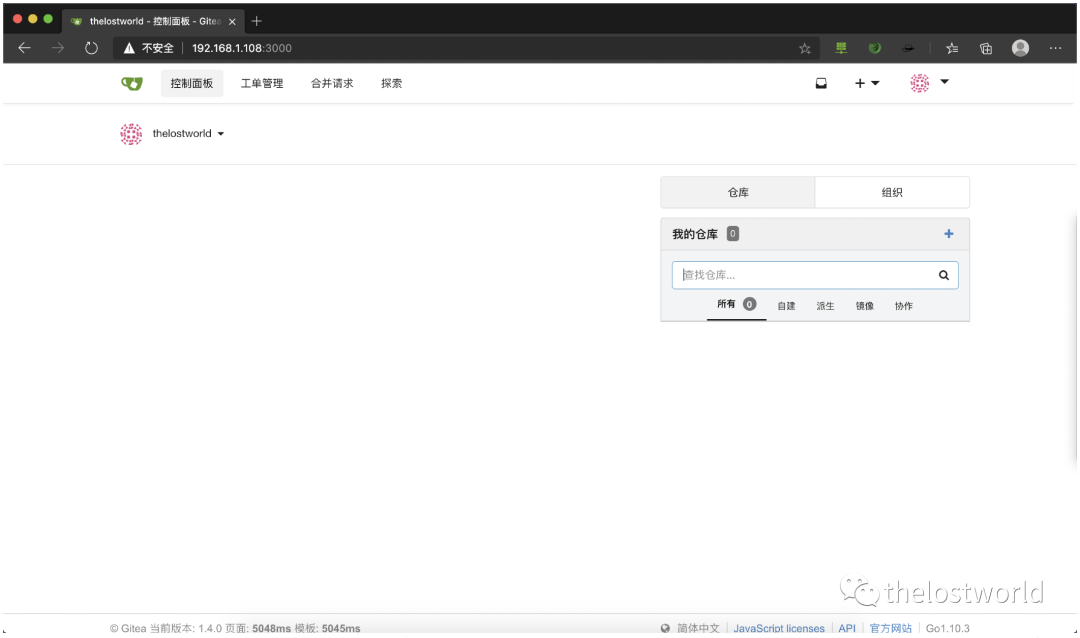 thelostworld - 控制面板 - Gitea
不安全 192.168.1.108:3000
控制面板 工单管理 合并请求 探索
thelostworld
仓库 组织
我的仓库 0
查找仓库...
所有 0 自建 派生 镜像 协作
thelostworld
© Gitea 当前版本: 1.4.0 页面: 5048ms 模板: 5045ms 简体中文 JavaScript licenses API 官方网站 Go1.10.3